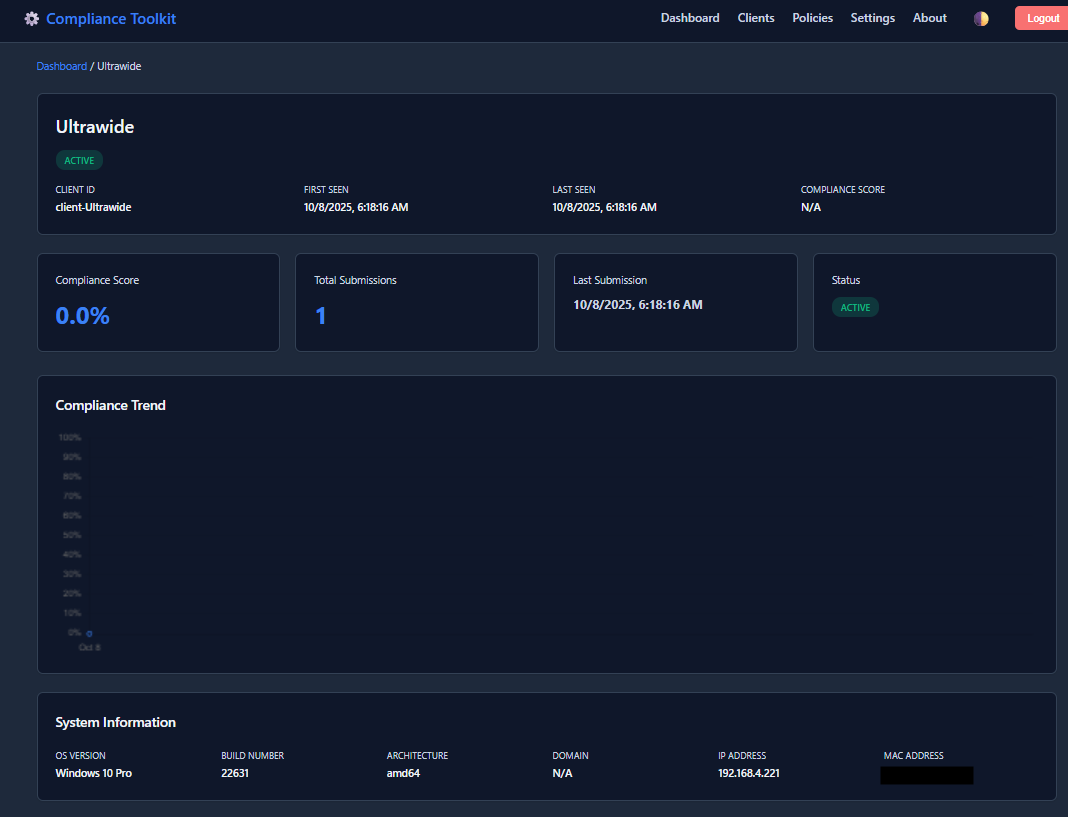 Compliance Toolkit
Dashboard Clients Policies Settings About Logout
Dashboard / Ultrawide
Ultrawide
ACTIVE
CLIENT ID FIRST SEEN LAST SEEN COMPLIANCE SCORE
client-Ultrawide 10/8/2025, 6:18:16 AM 10/8/2025, 6:18:16 AM N/A
Compliance Score Total Submissions Last Submission Status
0.0% 1 10/8/2025, 6:18:16 AM ACTIVE
Compliance Trend
100%
90%
80%
70%
60%
50%
40%
30%
20%
10%
0%
Oct 8
System Information
OS VERSION BUILD NUMBER ARCHITECTURE DOMAIN IP ADDRESS MAC ADDRESS
Windows 10 Pro 22631 amd64 N/A 192.168.4.221